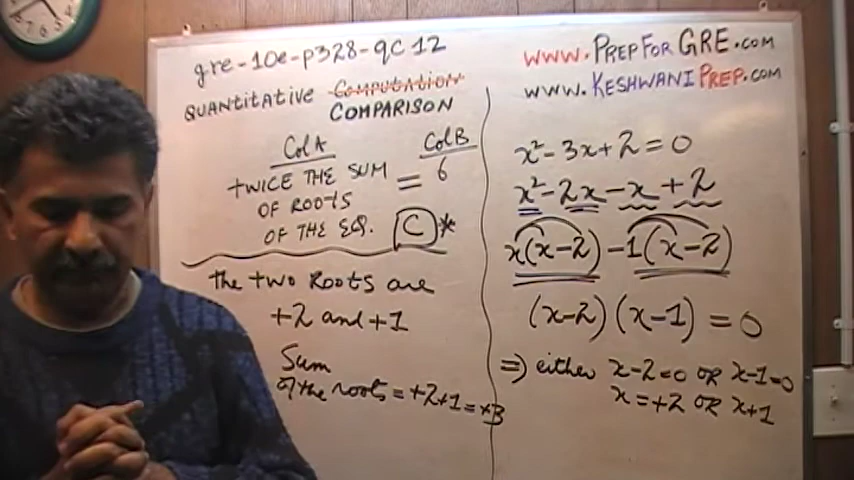 gre-10e-p328-qc12
QUANTITATIVE COMPUTATION
COMPARISON
Col A Col B
TWICE THE SUM = 6
OF ROOTS
OF THE EQ. C *
The two Roots are
+2 and +1
Sum
of the roots = +2+1=+3
www.PREPFORGRE.com
www.KESHWANIPREP.com
x²-3x+2=0
x²-2x-x+2
x(x-2)-1(x-2)
(x-2)(x-1)=0
⇒ either x-2=0 OR x-1=0
x=+2 OR x+1